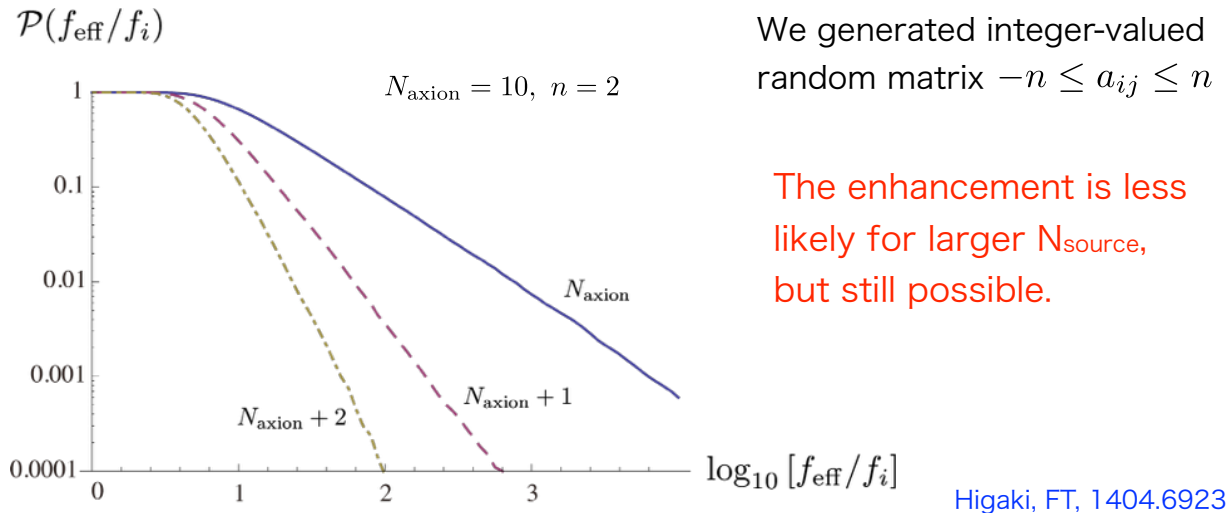 P(f_eff/f_i)
N_axion = 10, n = 2
1
0.1
0.01
0.001
0.0001
N_axion
N_axion + 1
N_axion + 2
0 1 2 3
log_10 [f_eff/f_i]
We generated integer-valued
random matrix −n ≤ a_ij ≤ n
The enhancement is less
likely for larger N_source,
but still possible.
Higaki, FT, 1404.6923